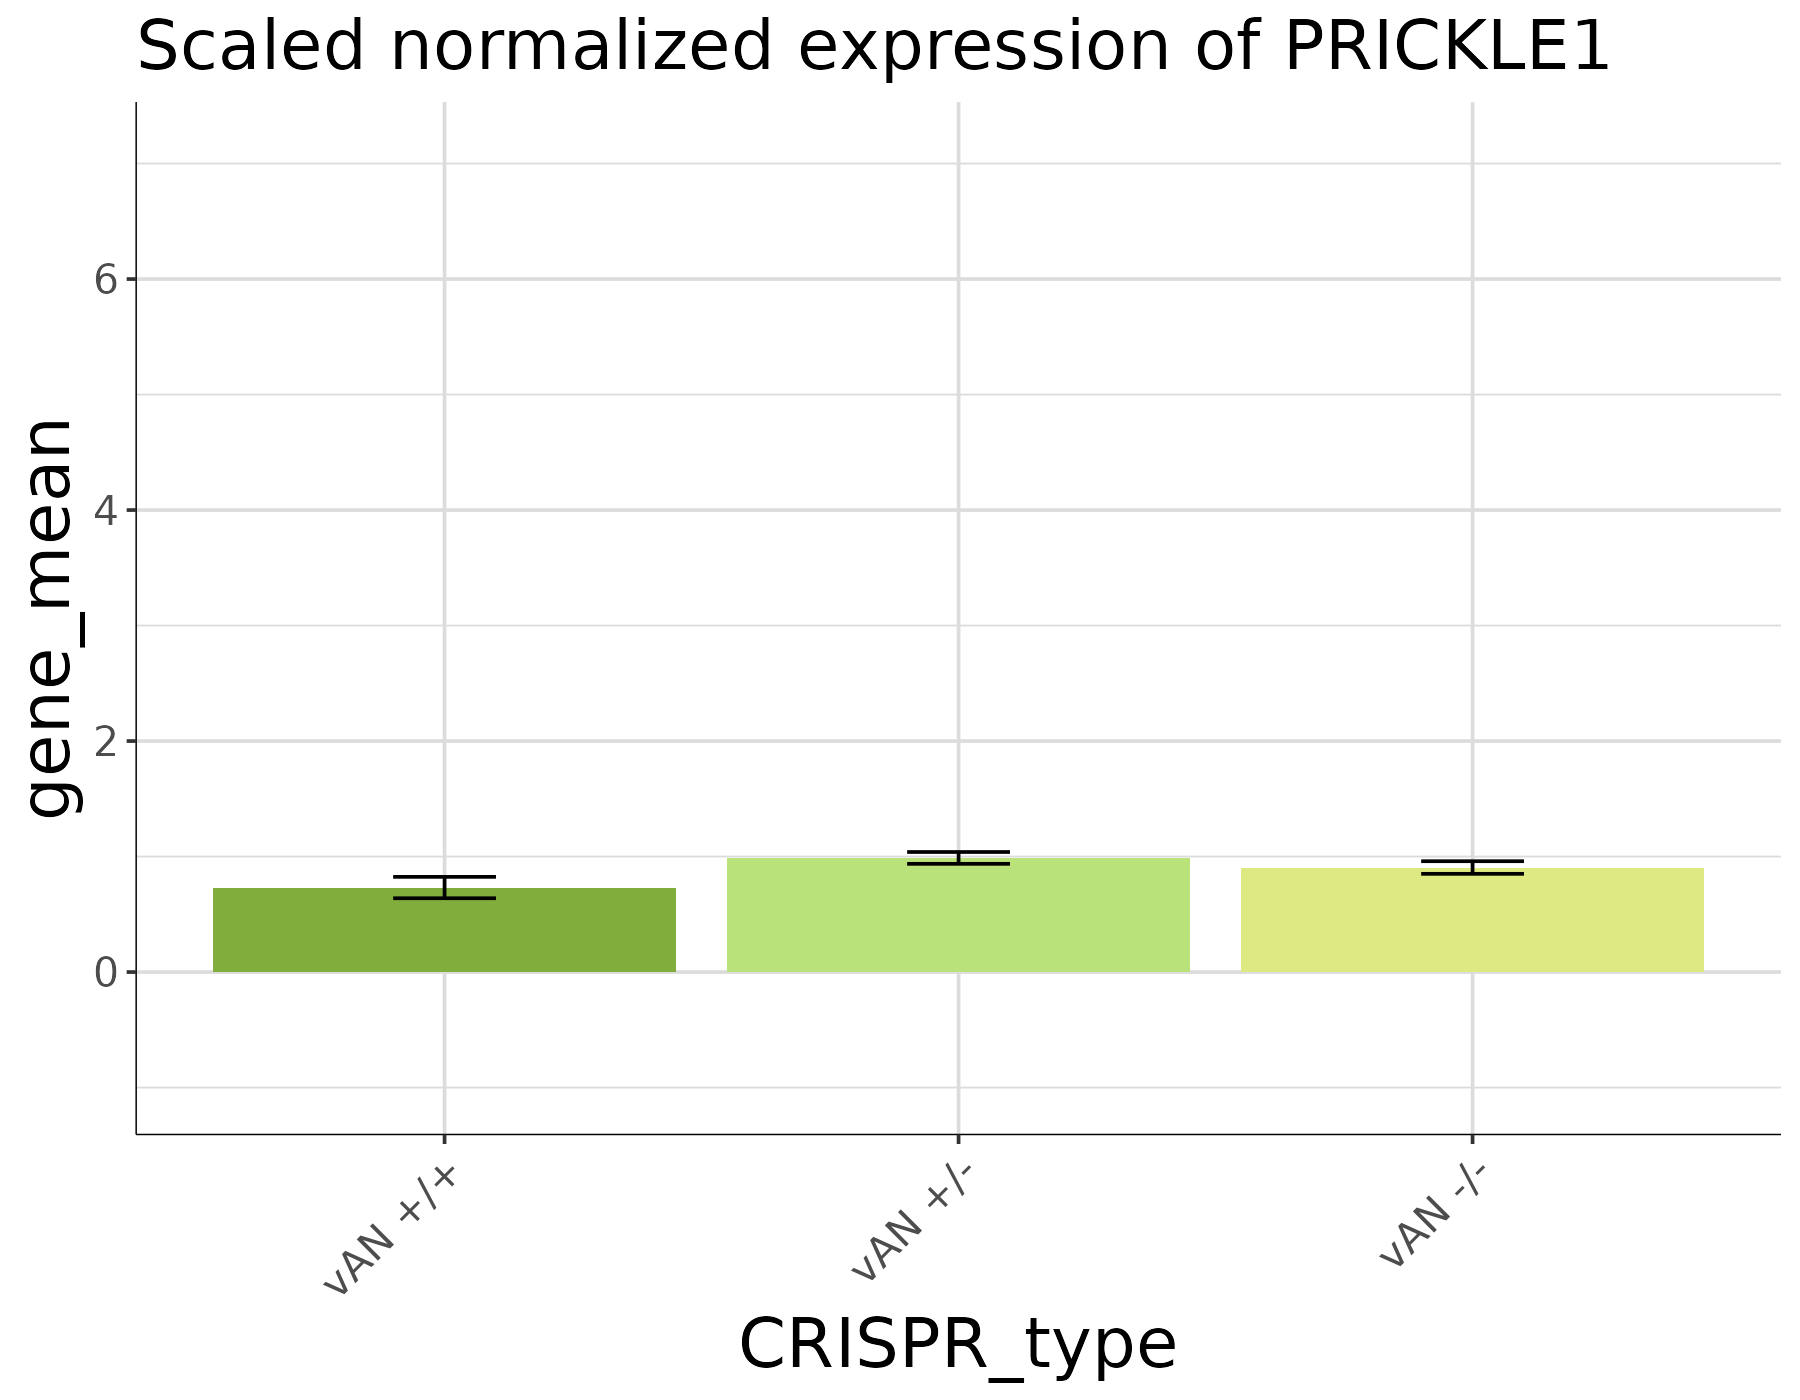 Scaled normalized expression of PRICKLE1
gene_mean
6
4
2
0
vAN +/+
vAN +/-
vAN -/-
CRISPR_type